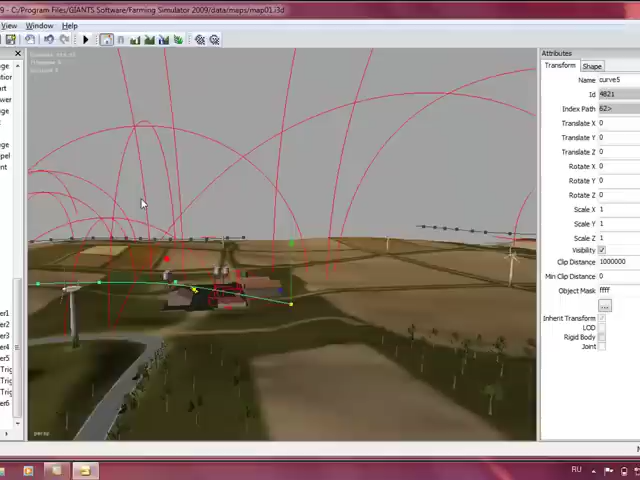 9 - C:/Program Files/GIANTS Software/Farming Simulator 2009/data/maps/map01.i3d
View Window Help
Attributes
Transform Shape
Name curve5
Id 4821
Index Path 62>
Translate X 0
Translate Y 0
Translate Z 0
Rotate X 0
Rotate Y 0
Rotate Z 0
Scale X 1
Scale Y 1
Scale Z 1
Visibility
Clip Distance 1000000
Min Clip Distance 0
Object Mask ffff
...
Inherit Transform
LOD
Rigid Body
Joint
persp
RU